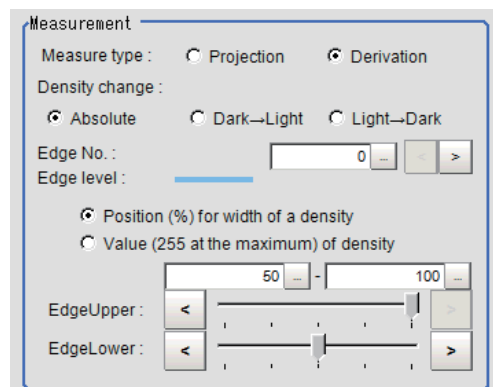 Measurement
Measure type : Projection Derivation
Density change :
Absolute Dark→Light Light→Dark
Edge No. : 0 ... < >
Edge level :
Position (%) for width of a density
Value (255 at the maximum) of density
50 ... - 100 ...
EdgeUpper : < >
EdgeLower : < >